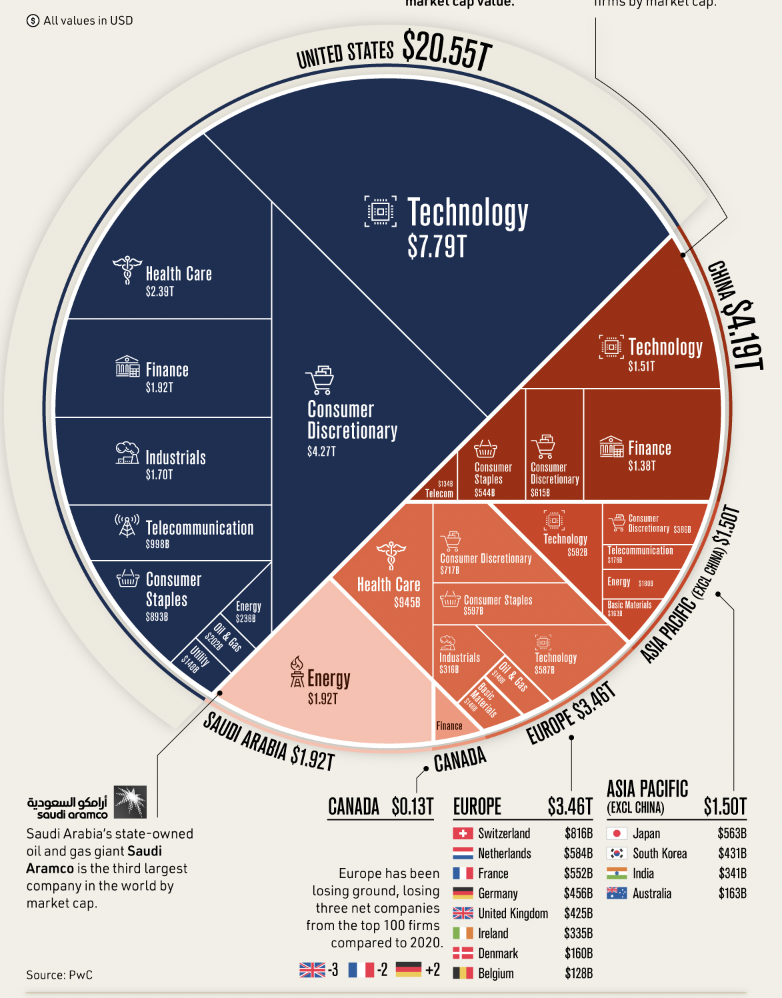 market cap value.
firms by market cap.
$ All values in USD
UNITED STATES $20.55T
Technology
$7.79T
Health Care
$2.39T
Finance
$1.92T
Industrials
$1.70T
Telecommunication
$998B
Consumer
Staples
$893B
Consumer
Discretionary
$4.27T
Energy
$236B
Oil & Gas
$202B
Utility
$148B
CHINA $4.19T
Technology
$1.51T
Finance
$1.38T
Consumer
Discretionary
$615B
Consumer
Staples
$544B
$134B
Telecom
ASIA PACIFIC (EXCL CHINA) $1.50T
Technology
$592B
Consumer
Discretionary
Telecommunication
Energy
Basic Materials
$163B
EUROPE $3.46T
Health Care
$945B
Consumer Discretionary
$717B
Consumer Staples
$597B
Industrials
$316B
Technology
$587B
Oil & Gas
Basic
Materials
CANADA
Finance
SAUDI ARABIA $1.92T
Energy
$1.92T
أرامكو السعودية
saudi aramco
Saudi Arabia's state-owned
oil and gas giant Saudi
Aramco is the third largest
company in the world by
market cap.
CANADA $0.13T
Europe has been
losing ground, losing
three net companies
from the top 100 firms
compared to 2020.
-3 -2 +2
EUROPE $3.46T
Switzerland $816B
Netherlands $584B
France $552B
Germany $456B
United Kingdom $425B
Ireland $335B
Denmark $160B
Belgium $128B
ASIA PACIFIC
(EXCL CHINA) $1.50T
Japan $563B
South Korea $431B
India $341B
Australia $163B
Source: PwC